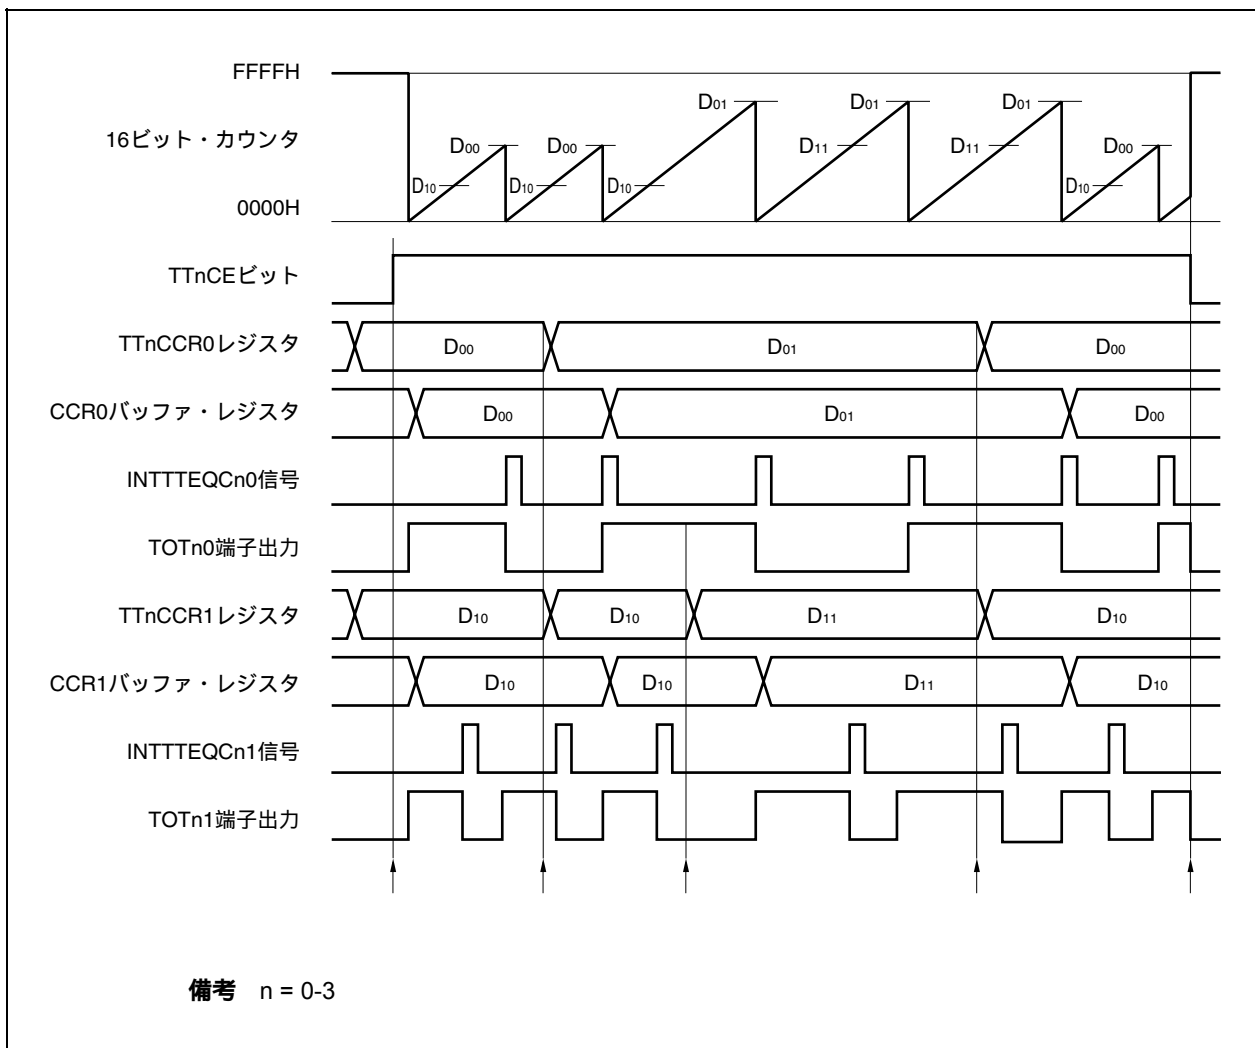 FFFFH
D01 D01 D01
16ビット・カウンタ
D00 D00 D11 D11 D00
D10 D10 D10 D10
0000H
TTnCEビット
TTnCCR0レジスタ D00 D01 D00
CCR0バッファ・レジスタ D00 D01 D00
INTTTEQCn0信号
TOTn0端子出力
TTnCCR1レジスタ D10 D10 D11 D10
CCR1バッファ・レジスタ D10 D10 D11 D10
INTTTEQCn1信号
TOTn1端子出力
備考 n = 0-3